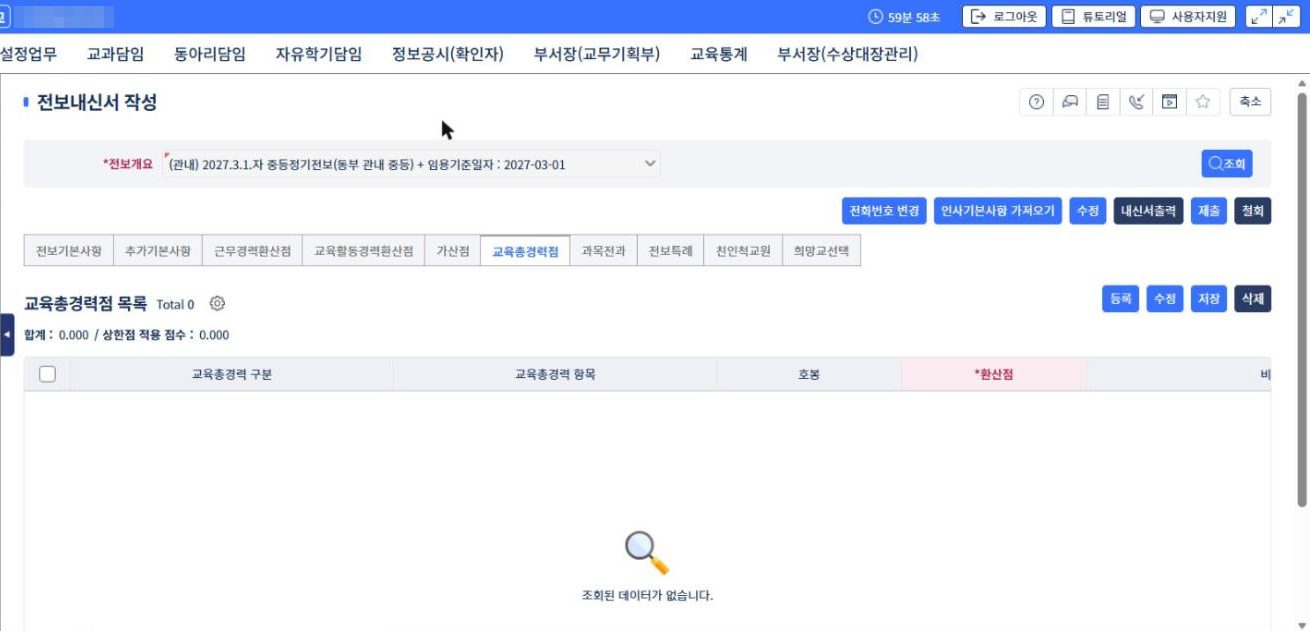 59분 58초 로그아웃 튜토리얼 사용자지원
설정업무 교과담임 동아리담임 자유학기담임 정보공시(확인자) 부서장(교무기획부) 교육통계 부서장(수상대장관리)
전보내신서 작성 축소
*전보개요 (관내) 2027.3.1.자 중등정기전보(동부 관내 중등) + 임용기준일자 : 2027-03-01 조회
전화번호 변경 인사기본사항 가져오기 수정 내신서출력 제출 철회
전보기본사항 추가기본사항 근무경력환산점 교육활동경력환산점 가산점 교육총경력점 과목전과 전보특례 친인척교원 희망교선택
교육총경력점 목록 Total 0 등록 수정 저장 삭제
합계 : 0.000 / 상한점 적용 점수 : 0.000
교육총경력 구분 교육총경력 항목 호봉 *환산점 비
조회된 데이터가 없습니다.